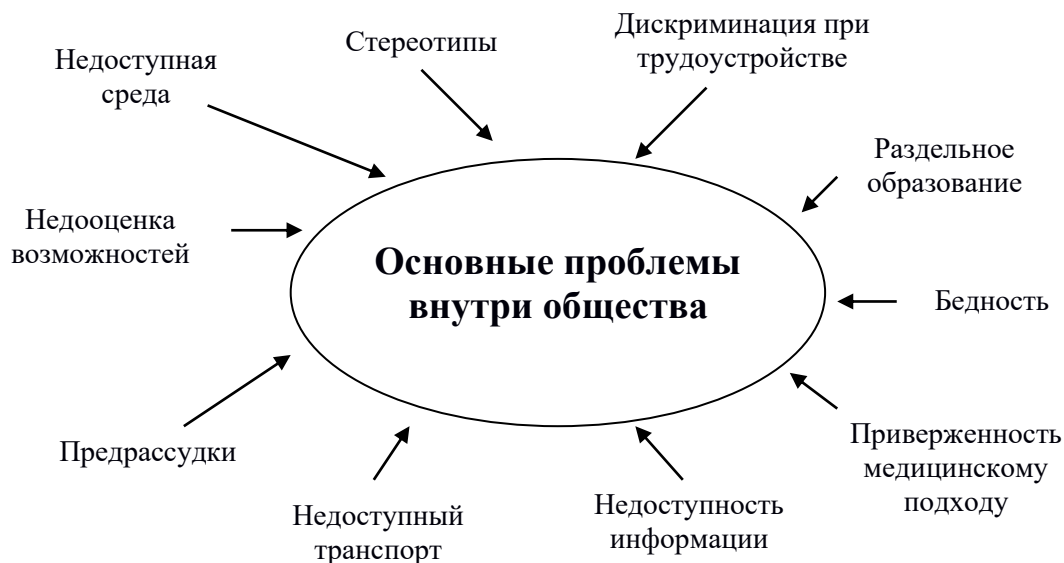 Недоступная
среда
Стереотипы
Дискриминация при
трудоустройстве
Раздельное
образование
Недооценка
возможностей
Основные проблемы
внутри общества
Бедность
Предрассудки
Приверженность
медицинскому
подходу
Недоступный
транспорт
Недоступность
информации